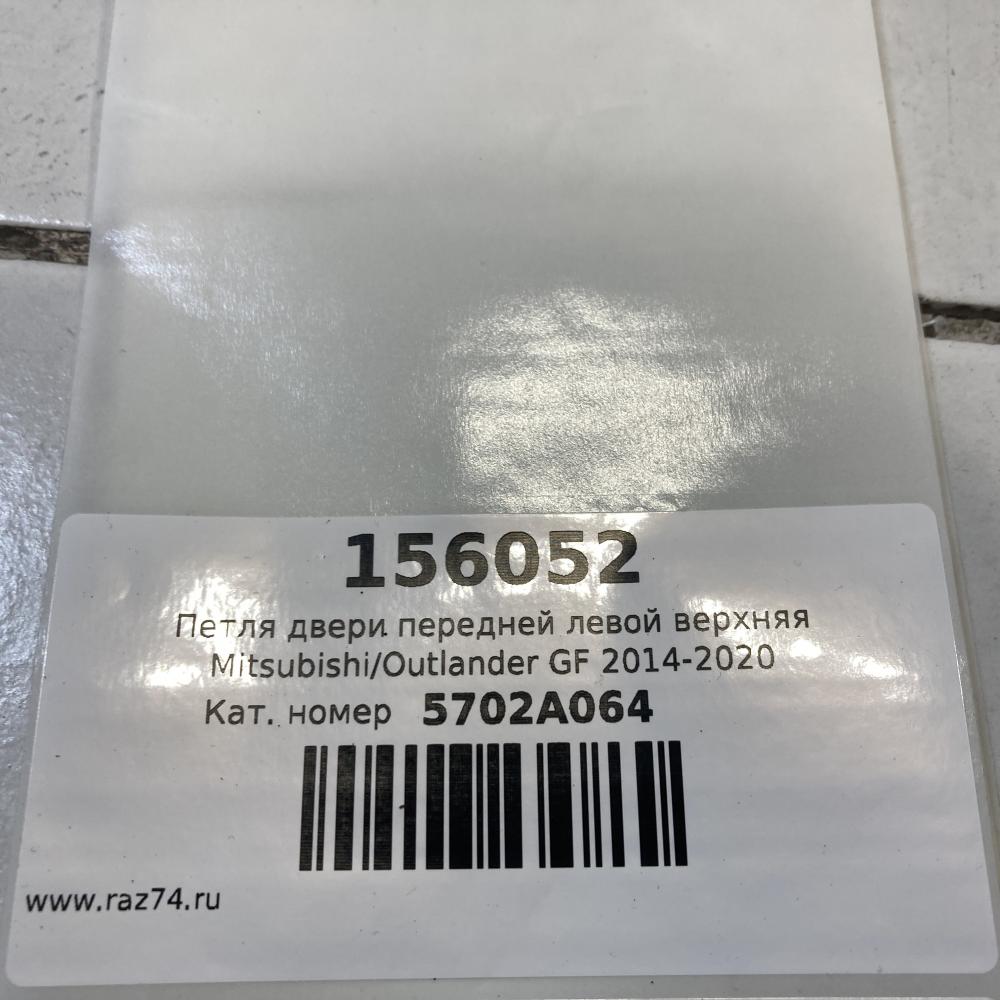 156052
Петля двери передней левой верхняя
Mitsubishi/Outlander GF 2014-2020
Кат. номер 5702A064
www.raz74.ru